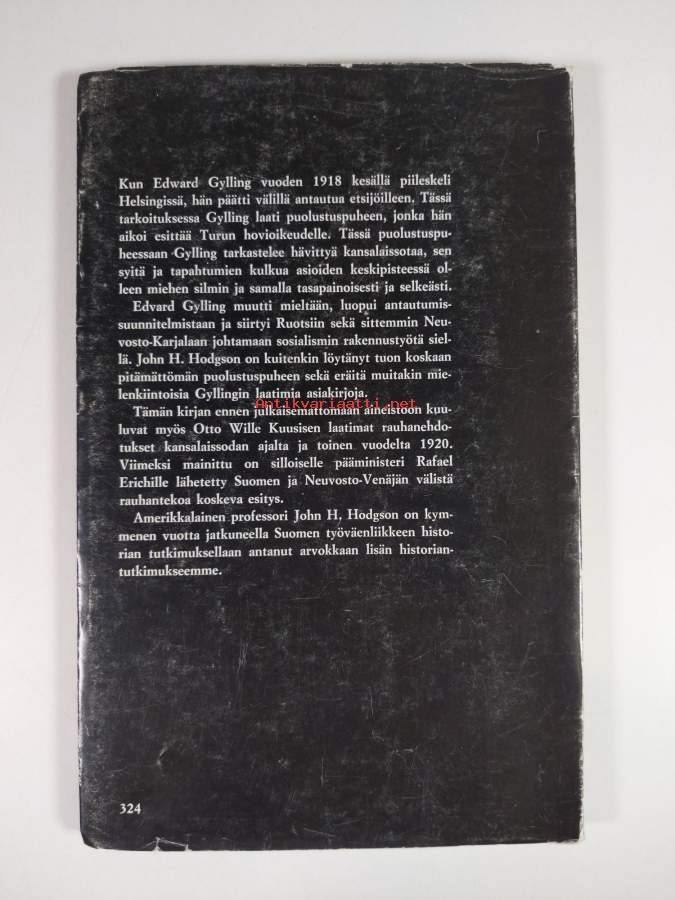 Kun Edward Gylling vuoden 1918 kesällä piileskeli
Helsingissä, hän päätti välillä antautua etsijöilleen. Tässä
tarkoituksessa Gylling laati puolustuspuheen, jonka hän
aikoi esittää Turun hovioikeudelle. Tässä puolustuspu-
heessaan Gylling tarkastelee hävittyä kansalaissotaa, sen
syitä ja tapahtumien kulkua asioiden keskipisteessä ol-
leen miehen silmin ja samalla tasapainoisesti ja selkeästi.
Edvard Gylling muutti mieltään, luopui antautumis-
suunnitelmistaan ja siirtyi Ruotsiin sekä sittemmin Neu-
vosto-Karjalaan johtamaan sosialismin rakennustyötä siel-
lä. John H. Hodgson on kuitenkin löytänyt tuon koskaan
pitämättömän puolustuspuheen sekä eräitä muitakin mie-
lenkiintoisia Gyllingin laatimia asiakirjoja.
Antikvariaatti.net
Tämän kirjan ennen julkaisemattomaan aineistoon kuu-
luvat myös Otto Wille Kuusisen laatimat rauhanehdo-
tukset kansalaissodan ajalta ja toinen vuodelta 1920.
Viimeksi mainittu on silloiselle pääministeri Rafael
Erichille lähetetty Suomen ja Neuvosto-Venäjän välistä
rauhantekoa koskeva esitys.
Amerikkalainen professori John H. Hodgson on kym-
menen vuotta jatkuneella Suomen työväenliikkeen histo-
rian tutkimuksellaan antanut arvokkaan lisän historian-
tutkimukseemme.
324